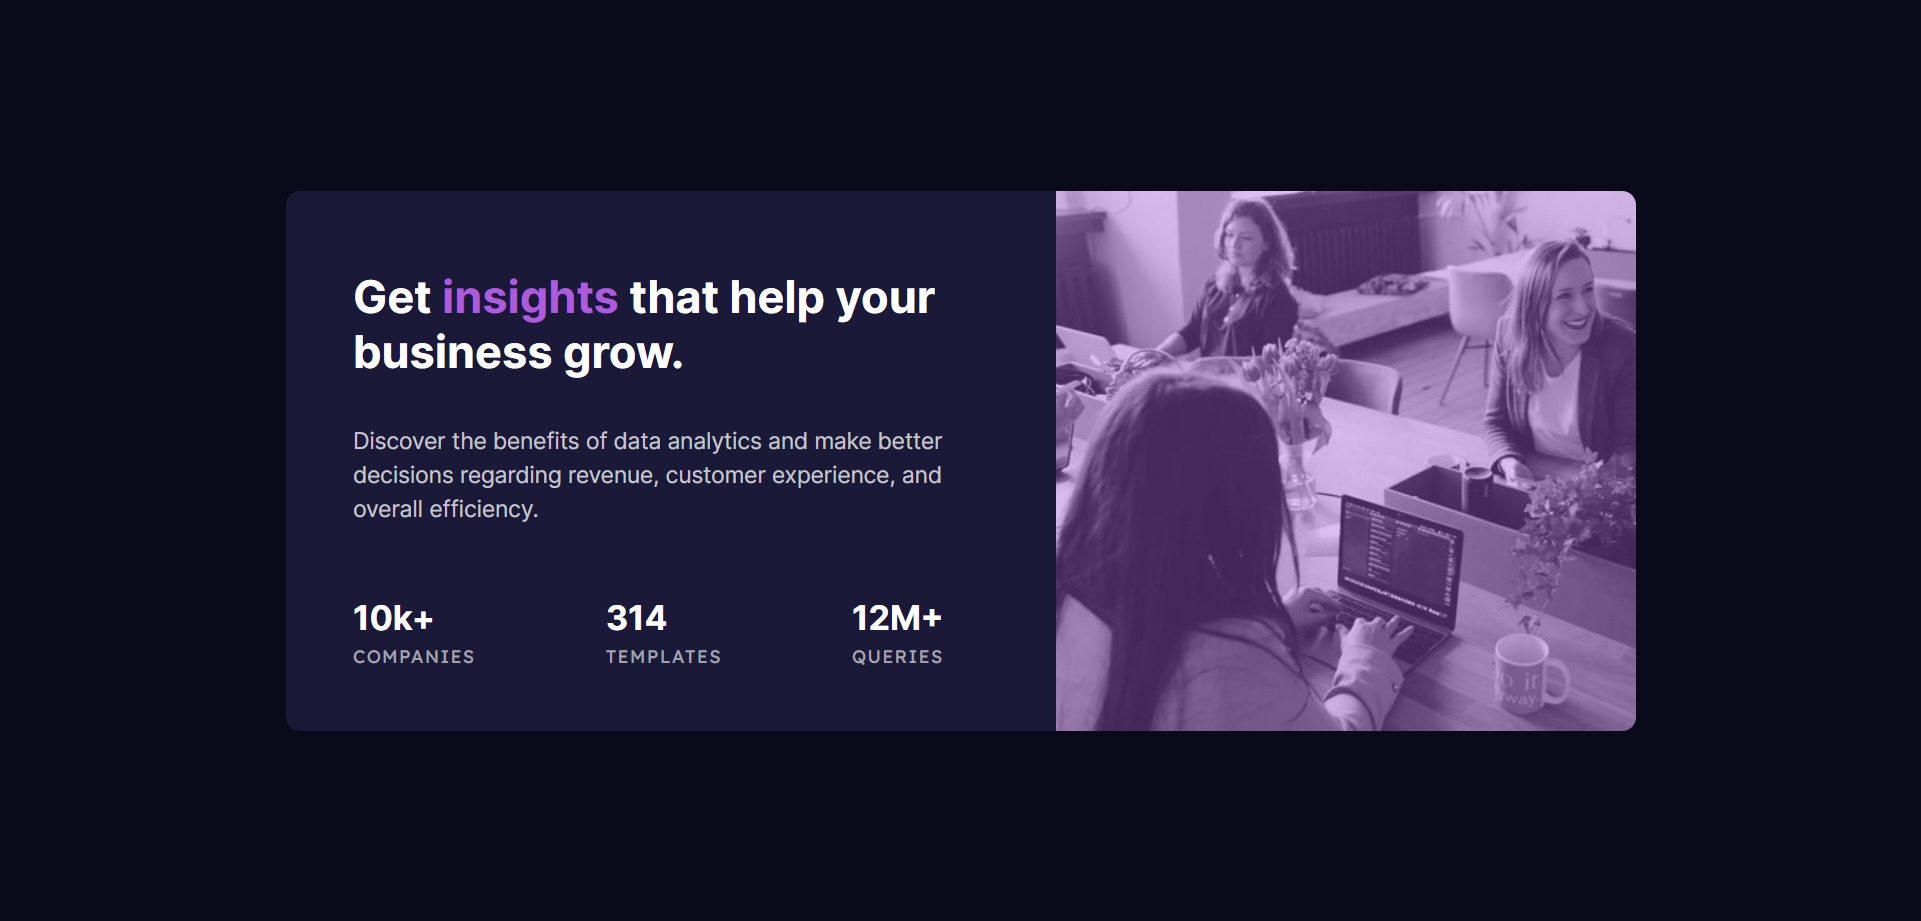 Get insights that help your
business grow.
Discover the benefits of data analytics and make better
decisions regarding revenue, customer experience, and
overall efficiency.
10k+
COMPANIES
314
TEMPLATES
12M+
QUERIES